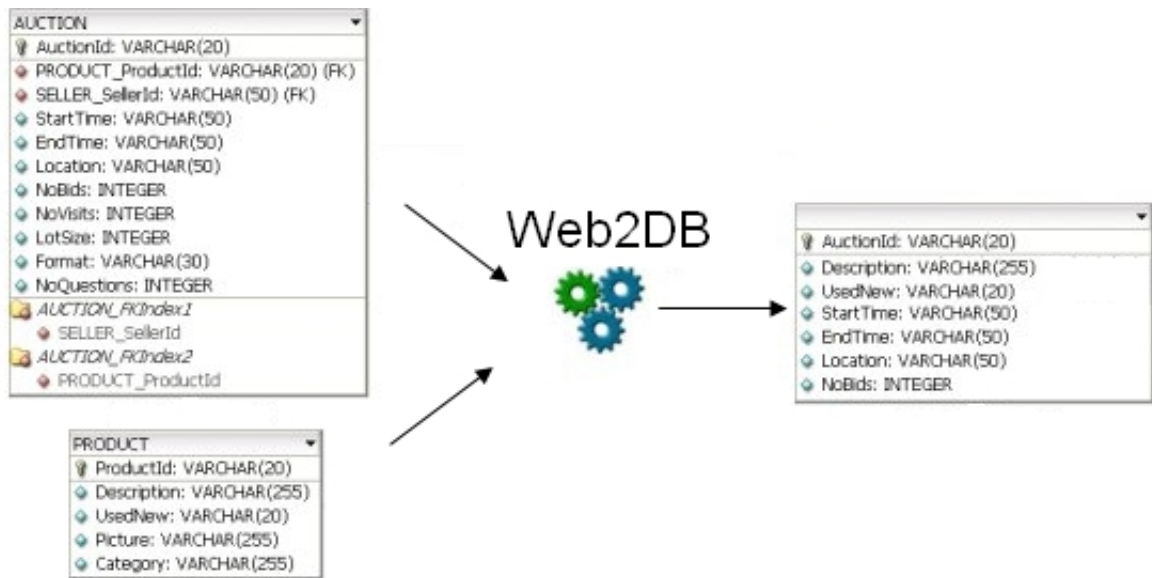 AUCTION
AuctionId: VARCHAR(20)
PRODUCT_ProductId: VARCHAR(20) (FK)
SELLER_SellerId: VARCHAR(50) (FK)
StartTime: VARCHAR(50)
EndTime: VARCHAR(50)
Location: VARCHAR(50)
NoBids: INTEGER
NoVisits: INTEGER
LotSize: INTEGER
Format: VARCHAR(30)
NoQuestions: INTEGER
AUCTION_FKIndex1
SELLER_SellerId
AUCTION_FKIndex2
PRODUCT_ProductId
PRODUCT
ProductId: VARCHAR(20)
Description: VARCHAR(255)
UsedNew: VARCHAR(20)
Picture: VARCHAR(255)
Category: VARCHAR(255)
Web2DB
AuctionId: VARCHAR(20)
Description: VARCHAR(255)
UsedNew: VARCHAR(20)
StartTime: VARCHAR(50)
EndTime: VARCHAR(50)
Location: VARCHAR(50)
NoBids: INTEGER